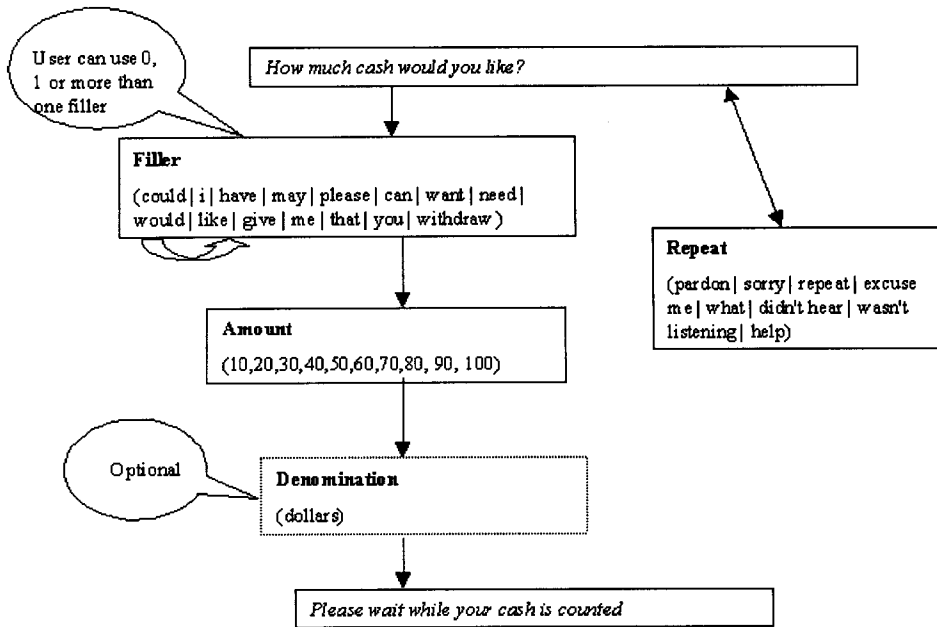 User can use 0,
1 or more than
one filler
How much cash would you like?
Filler
(could| i| have| may| please| can| want| need|
would| like| give| me| that| you| withdraw)
Repeat
(pardon| sorry| repeat| excuse
me| what| didn't hear| wasn't
listening| help)
Amount
(10,20,30,40,50,60,70,80, 90, 100)
Optional
Denomination
(dollars)
Please wait while your cash is counted